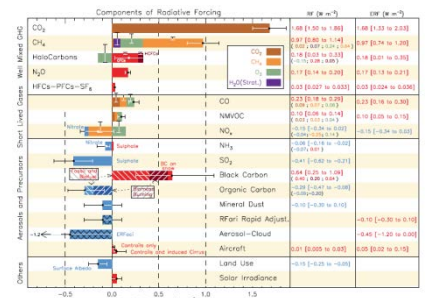 Components of Radiative Forcing
RF [W m⁻²]
ERF [W m⁻²]
Well Mixed GHG
CO₂
1.68 [1.50 to 1.86]
1.68 [1.33 to 2.03]
CH₄
0.97 [0.80 to 1.14]
0.97 [0.74 to 1.20]
HaloCarbons
0.18 [0.03 to 0.33]
0.18 [0.01 to 0.35]
N₂O
0.17 [0.14 to 0.20]
0.17 [0.13 to 0.21]
HFCs-PFCs-SF₆
0.03 [0.027 to 0.033]
0.03 [0.024 to 0.036]
CO₂
CH₄
O₃
H₂O(Strat.)
Short Lived Gases
CO
0.23 [0.18 to 0.29]
0.23 [0.16 to 0.30]
NMVOC
0.10 [0.06 to 0.14]
0.10 [0.05 to 0.15]
Nitrate
NOₓ
-0.15 [-0.34 to 0.02]
-0.15 [-0.34 to 0.03]
Aerosols and Precursors
Nitrate
Sulphate
NH₃
Sulphate
SO₂
-0.41 [-0.62 to -0.21]
BC on snow
Black Carbon
0.64 [0.25 to 1.09]
Organic Carbon
-0.29 [-0.47 to -0.08]
Biomass Burning
Mineral Dust
-0.10 [-0.30 to 0.10]
RFari Rapid Adjust.
-0.10 [-0.30 to 0.10]
-1.2
ERFaci
Aerosol-Cloud
-0.45 [-1.20 to 0.00]
Contrails only
Contrails and Induced Cirrus
Aircraft
0.01 [0.005 to 0.03]
0.05 [0.02 to 0.15]
Others
Surface Albedo
Land Use
-0.15 [-0.25 to -0.05]
Solar Irradiance
-0.5
0.0
0.5
1.0